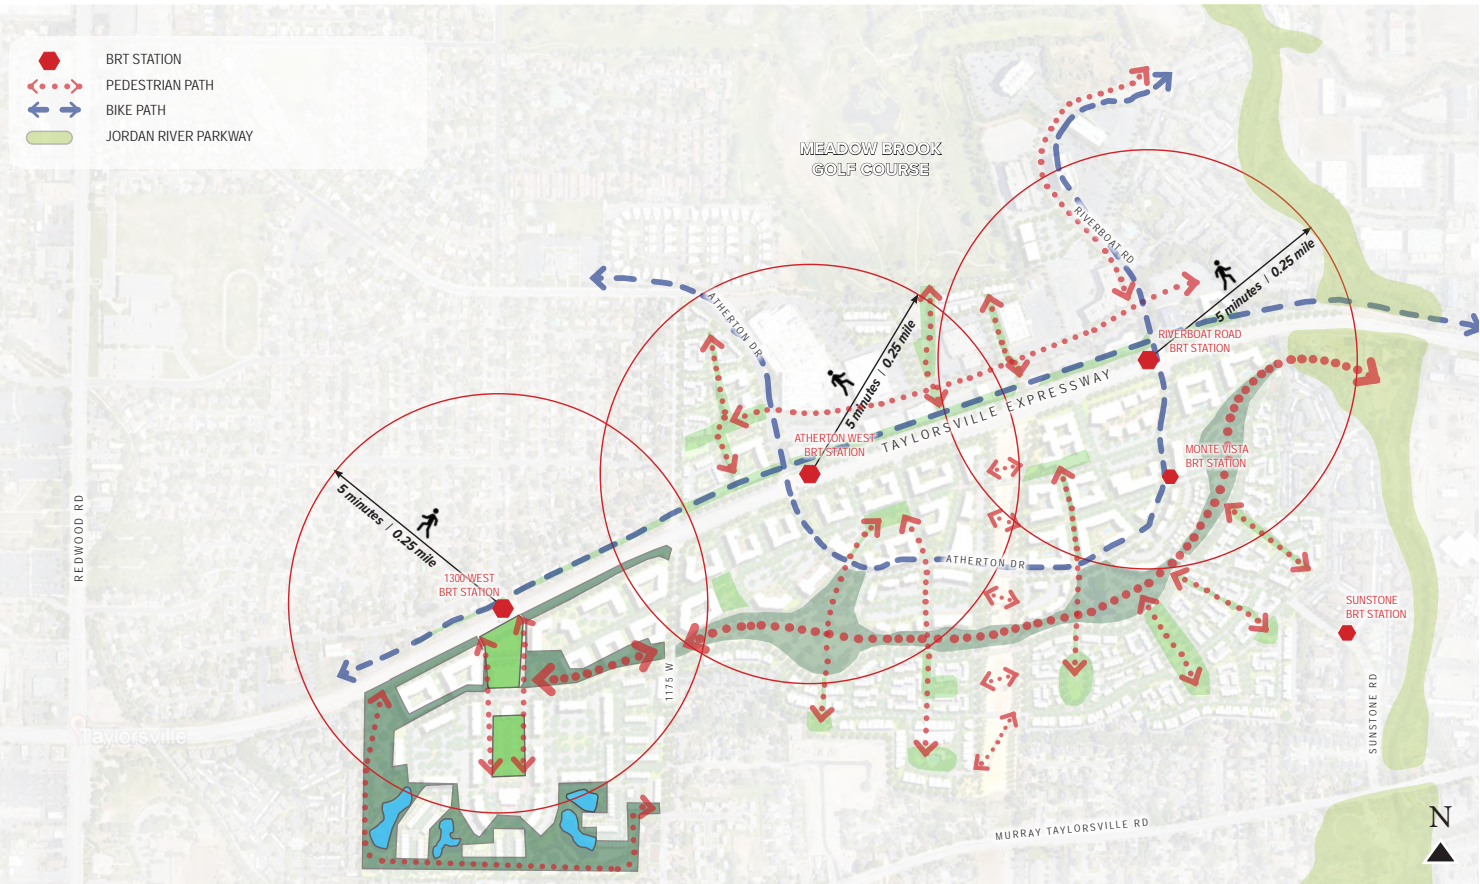 BRT STATION
PEDESTRIAN PATH
BIKE PATH
JORDAN RIVER PARKWAY
MEADOW BROOK
GOLF COURSE
RIVERBOAT RD
5 minutes | 0.25 mile
ATHERTON DR
RIVERBOAT ROAD
BRT STATION
5 minutes | 0.25 mile
TAYLORSVILLE EXPRESSWAY
ATHERTON WEST
BRT STATION
MONTE VISTA
BRT STATION
REDWOOD RD
5 minutes | 0.25 mile
ATHERTON DR
1300 WEST
BRT STATION
SUNSTONE
BRT STATION
1175 W
SUNSTONE RD
Taylorsville
MURRAY TAYLORSVILLE RD
N